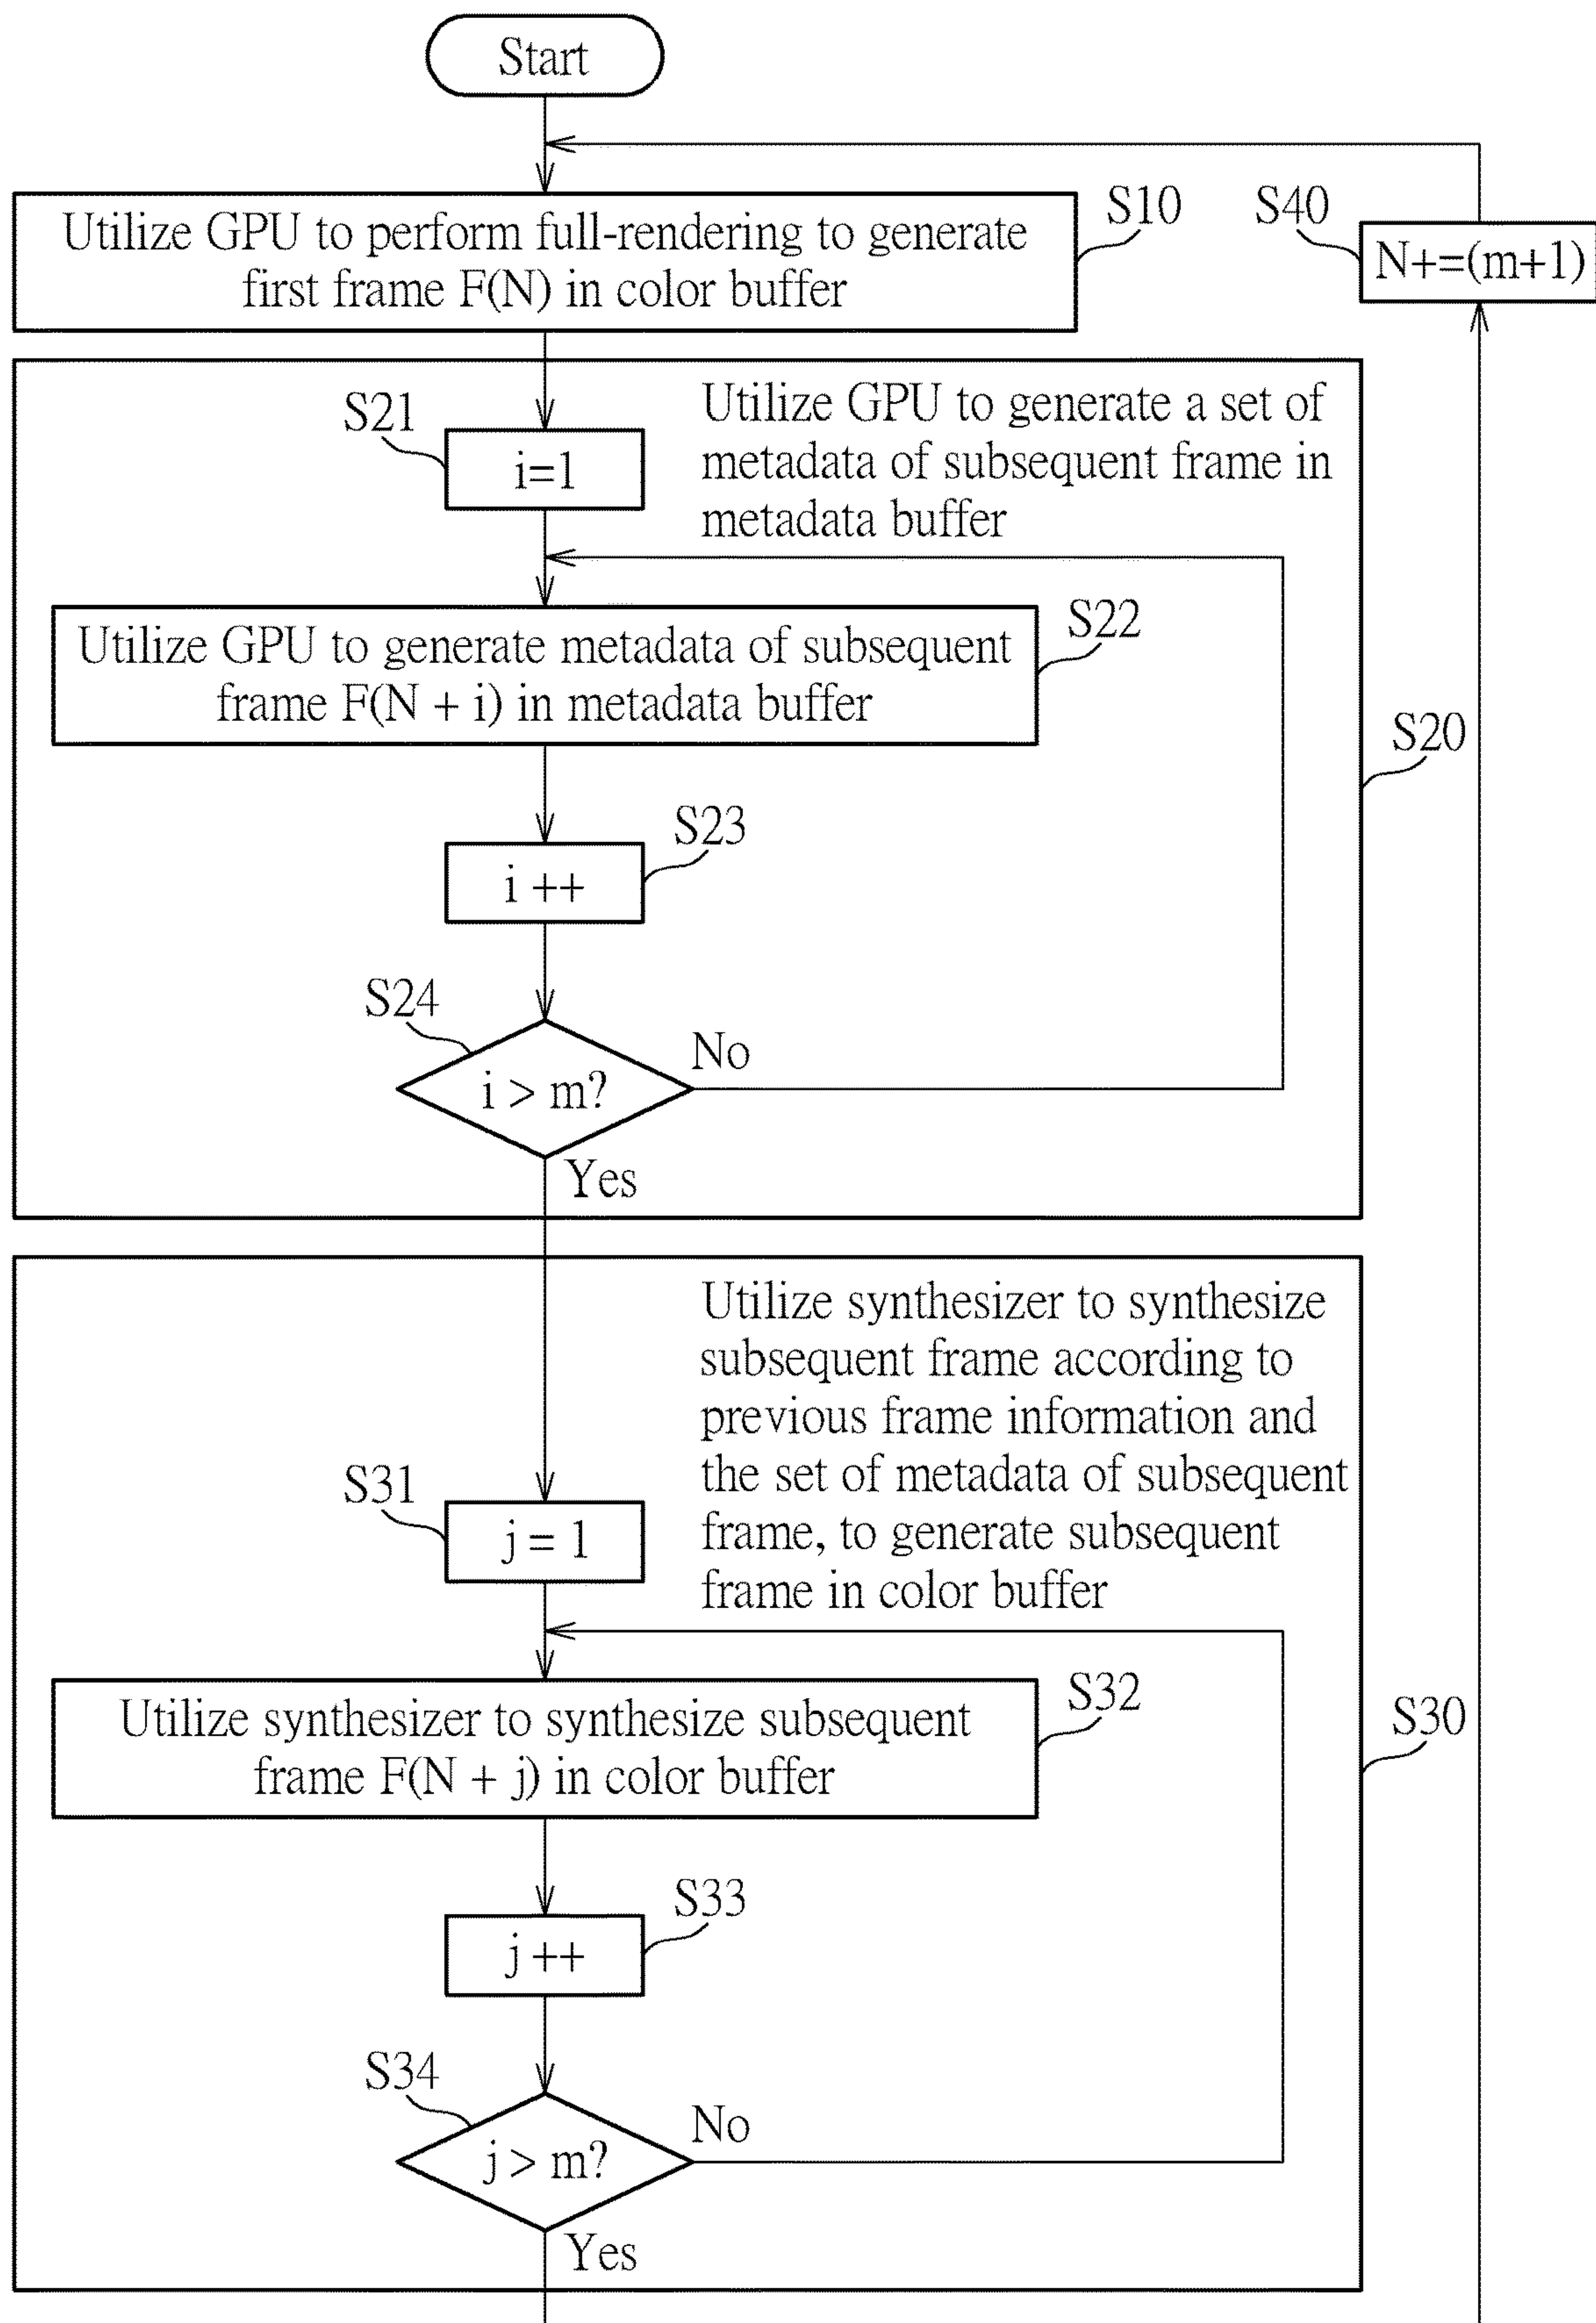 Start
Utilize GPU to perform full-rendering to generate
first frame F(N) in color buffer
S10
S40
N+=(m+1)
S21
i=1
Utilize GPU to generate a set of
metadata of subsequent frame in
metadata buffer
Utilize GPU to generate metadata of subsequent
frame F(N + i) in metadata buffer
S22
S20
i ++
S23
S24
i > m?
No
Yes
Utilize synthesizer to synthesize
subsequent frame according to
previous frame information and
the set of metadata of subsequent
frame, to generate subsequent
frame in color buffer
S31
j = 1
Utilize synthesizer to synthesize subsequent
frame F(N + j) in color buffer
S32
S30
j ++
S33
S34
j > m?
No
Yes